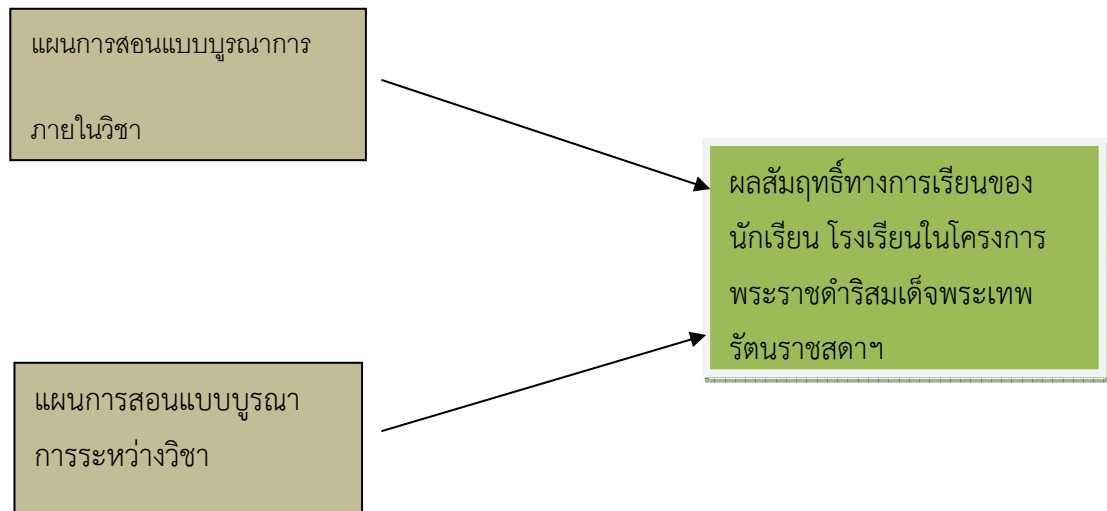 แผนการสอนแบบบูรณาการ
ภายในวิชา
ผลสัมฤทธิ์ทางการเรียนของ
นักเรียน โรงเรียนในโครงการ
พระราชดำริสมเด็จพระเทพ
รัตนราชสุดาฯ
แผนการสอนแบบบูรณา
การระหว่างวิชา